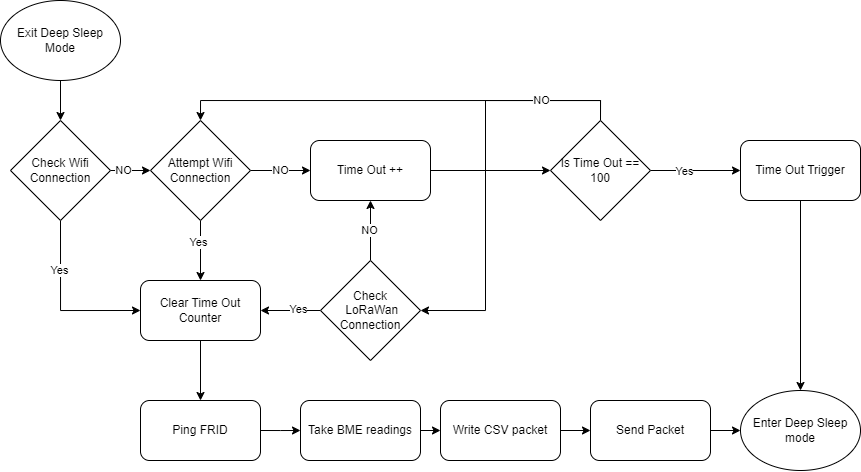 Exit Deep Sleep
Mode
NO
Check Wifi
Connection
NO
Attempt Wifi
Connection
NO
Time Out ++
Is Time Out ==
100
Yes
Time Out Trigger
Yes
Yes
NO
Clear Time Out
Counter
Yes
Check
LoRaWan
Connection
Ping FRID
Take BME readings
Write CSV packet
Send Packet
Enter Deep Sleep
mode